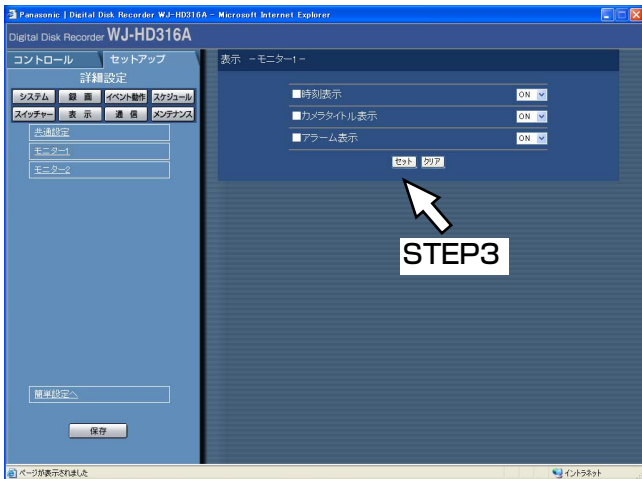 Panasonic | Digital Disk Recorder WJ-HD316A - Microsoft Internet Explorer
Digital Disk Recorder WJ-HD316A
コントロール セットアップ
詳細設定
システム 録 画 イベント動作 スケジュール
スイッチャー 表 示 通 信 メンテナンス
共通設定
モニター1
モニター2
簡単設定へ
保存
表示 -モニター1-
■時刻表示 ON
■カメラタイトル表示 ON
■アラーム表示 ON
セット クリア
STEP3
ページが表示されました イントラネット